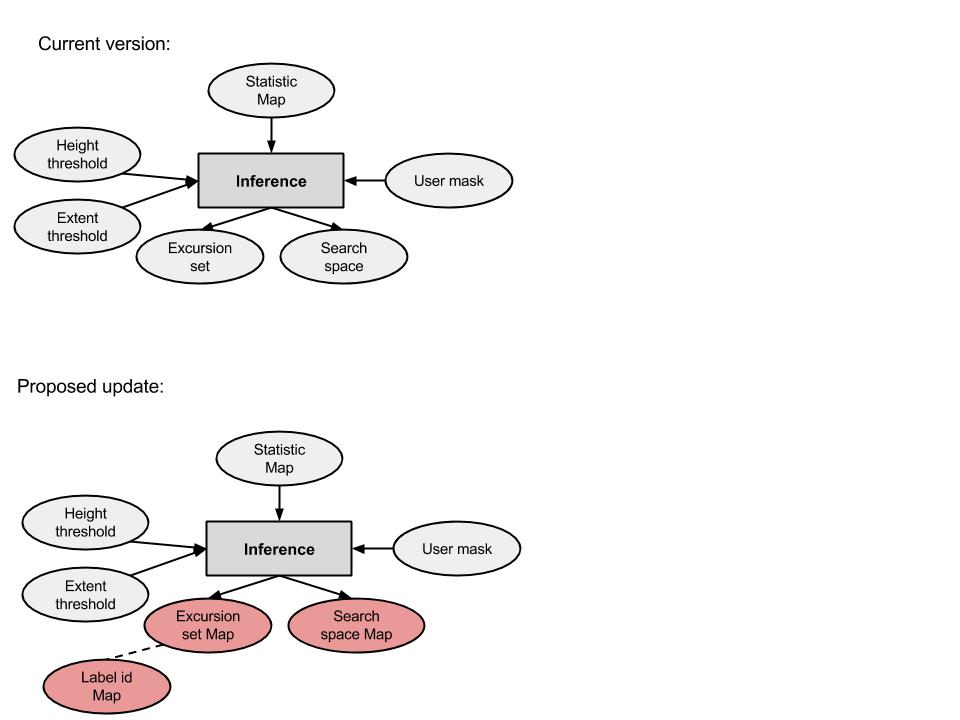 Current version:
Statistic
Map
Height
threshold
Inference
User mask
Extent
threshold
Excursion
set
Search
space
Proposed update:
Statistic
Map
Height
threshold
Inference
User mask
Extent
threshold
Excursion
set Map
Search
space Map
Label id
Map